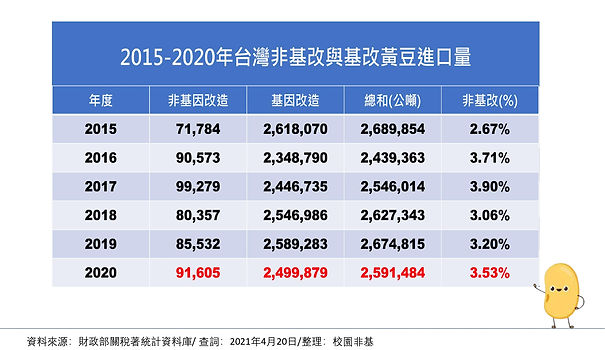 2015-2020年台灣非基改與基改黃豆進口量
年度 非基因改造 基因改造 總和(公噸) 非基改(%)
2015 71,784 2,618,070 2,689,854 2.67%
2016 90,573 2,348,790 2,439,363 3.71%
2017 99,279 2,446,735 2,546,014 3.90%
2018 80,357 2,546,986 2,627,343 3.06%
2019 85,532 2,589,283 2,674,815 3.20%
2020 91,605 2,499,879 2,591,484 3.53%
資料來源：財政部關稅署統計資料庫/ 查詞：2021年4月20日/整理：校園非基